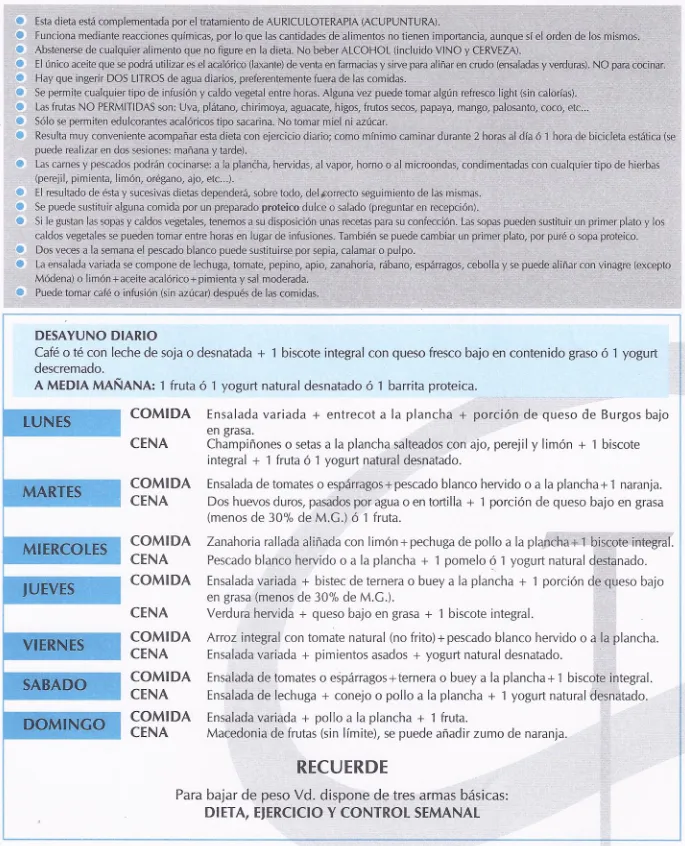 Esta dieta está complementada por el tratamiento de AURICULOTERAPIA (ACUPUNTURA).
Funciona mediante reacciones químicas, por lo que las cantidades de alimentos no tienen importancia, aunque sí el orden de los mismos.
Abstenerse de cualquier alimento que no figure en la dieta. No beber ALCOHOL (incluido VINO y CERVEZA).
El único aceite que se podrá utilizar es el acalórico (laxante) de venta en farmacias y sirve para aliñar en crudo (ensaladas y verduras). NO para cocinar.
Hay que ingerir DOS LITROS de agua diarios, preferentemente fuera de las comidas.
Se permite cualquier tipo de infusión y caldo vegetal entre horas. Alguna vez puede tomar algún refresco light (sin calorías).
Las frutas NO PERMITIDAS son: Uva, plátano, chirimoya, aguacate, higos, frutos secos, papaya, mango, palosanto, coco, etc...
Sólo se permiten edulcorantes acalóricos tipo sacarina. No tomar miel ni azúcar.
Resulta muy conveniente acompañar esta dieta con ejercicio diario; como mínimo caminar durante 2 horas al día ó 1 hora de bicicleta estática (se
puede realizar en dos sesiones: mañana y tarde).
Las carnes y pescados podrán cocinarse: a la plancha, hervidas, al vapor, horno o al microondas, condimentadas con cualquier tipo de hierbas
(perejil, pimienta, limón, orégano, ajo, etc...).
El resultado de ésta y sucesivas dietas dependerá, sobre todo, del correcto seguimiento de las mismas.
Se puede sustituir alguna comida por un preparado proteico dulce o salado (preguntar en recepción).
Si le gustan las sopas y caldos vegetales, tenemos a su disposición unas recetas para su confección. Las sopas pueden sustituir un primer plato y los
caldos vegetales se pueden tomar entre horas en lugar de infusiones. También se puede cambiar un primer plato, por puré o sopa proteico.
Dos veces a la semana el pescado blanco puede sustituirse por sepia, calamar o pulpo.
La ensalada variada se compone de lechuga, tomate, pepino, apio, zanahoria, rábano, espárragos, cebolla y se puede aliñar con vinagre (excepto
Módena) o limón+aceite acalórico+pimienta y sal moderada.
Puede tomar café o infusión (sin azúcar) después de las comidas.
DESAYUNO DIARIO
Café o té con leche de soja o desnatada + 1 biscote integral con queso fresco bajo en contenido graso ó 1 yogurt
descremado.
A MEDIA MAÑANA: 1 fruta ó 1 yogurt natural desnatado ó 1 barrita proteica.
LUNES COMIDA Ensalada variada + entrecot a la plancha + porción de queso de Burgos bajo
en grasa.
CENA Champiñones o setas a la plancha salteados con ajo, perejil y limón + 1 biscote
integral + 1 fruta ó 1 yogurt natural desnatado.
MARTES COMIDA Ensalada de tomates o espárragos+pescado blanco hervido o a la plancha+1 naranja.
CENA Dos huevos duros, pasados por agua o en tortilla + 1 porción de queso bajo en grasa
(menos de 30% de M.G.) ó 1 fruta.
MIERCOLES COMIDA Zanahoria rallada aliñada con limón+pechuga de pollo a la plancha+1 biscote integral.
CENA Pescado blanco hervido o a la plancha + 1 pomelo ó 1 yogurt natural destanado.
JUEVES COMIDA Ensalada variada + bistec de ternera o buey a la plancha + 1 porción de queso bajo
en grasa (menos de 30% de M.G.).
CENA Verdura hervida + queso bajo en grasa + 1 biscote integral.
VIERNES COMIDA Arroz integral con tomate natural (no frito)+pescado blanco hervido o a la plancha.
CENA Ensalada variada + pimientos asados + yogurt natural desnatado.
SABADO COMIDA Ensalada de tomates o espárragos+ternera o buey a la plancha+1 biscote integral.
CENA Ensalada de lechuga + conejo o pollo a la plancha + 1 yogurt natural desnatado.
DOMINGO COMIDA Ensalada variada + pollo a la plancha + 1 fruta.
CENA Macedonia de frutas (sin límite), se puede añadir zumo de naranja.
RECUERDE
Para bajar de peso Vd. dispone de tres armas básicas:
DIETA, EJERCICIO Y CONTROL SEMANAL